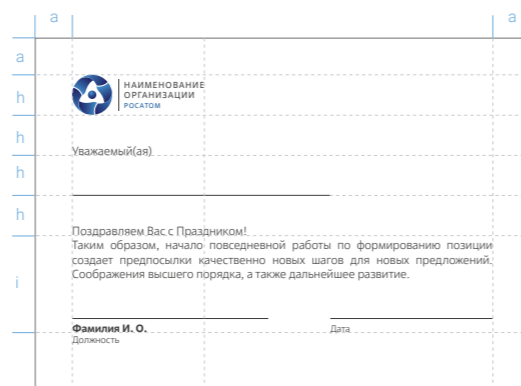 a a
a
h
НАИМЕНОВАНИЕ
ОРГАНИЗАЦИИ
РОСАТОМ
h
Уважаемый(ая)
h
h
Поздравляем Вас с Праздником!
Таким образом, начало повседневной работы по формированию позиции
создает предпосылки качественно новых шагов для новых предложений.
Соображения высшего порядка, а также дальнейшее развитие.
i
Фамилия И. О. Дата
Должность